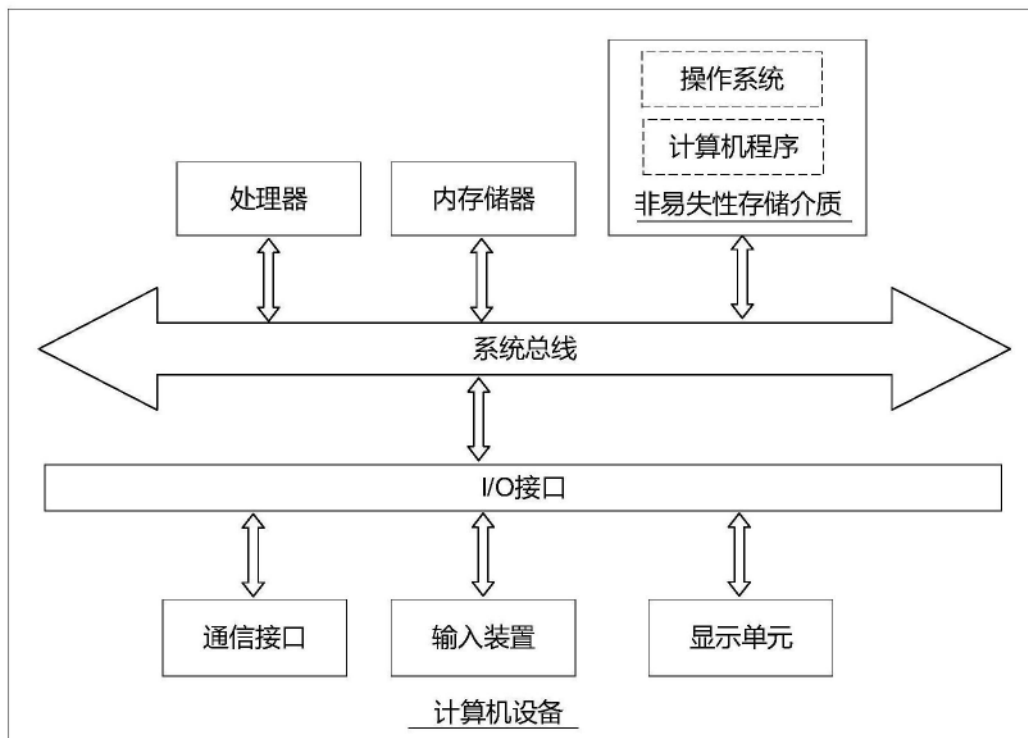 操作系统
计算机程序
非易失性存储介质
处理器
内存储器
系统总线
I/O接口
通信接口
输入装置
显示单元
计算机设备